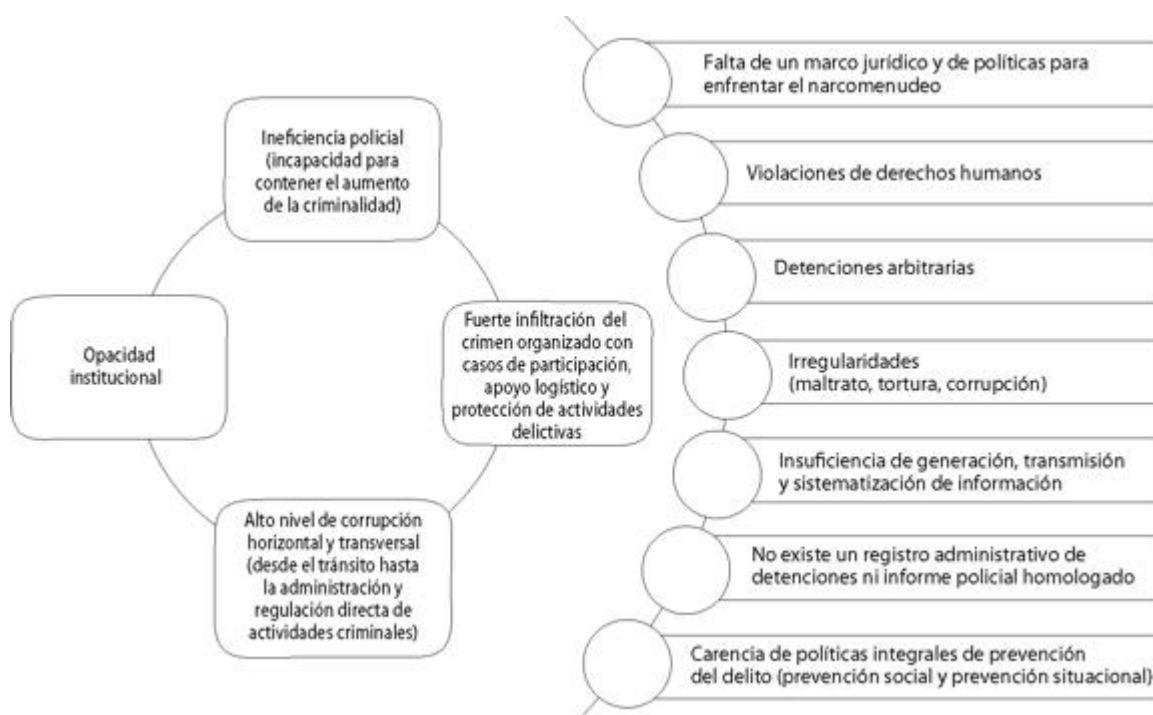 Ineficiencia policial
(incapacidad para
contener el aumento
de la criminalidad)
Opacidad
institucional
Fuerte infiltración del
crimen organizado con
casos de participación,
apoyo logístico y
protección de actividades
delictivas
Alto nivel de corrupción
horizontal y transversal
(desde el tránsito hasta
la administración y
regulación directa de
actividades criminales)
Falta de un marco jurídico y de políticas para
enfrentar el narcomenudeo
Violaciones de derechos humanos
Detenciones arbitrarias
Irregularidades
(maltrato, tortura, corrupción)
Insuficiencia de generación, transmisión
y sistematización de información
No existe un registro administrativo de
detenciones ni informe policial homologado
Carencia de políticas integrales de prevención
del delito (prevención social y prevención situacional)